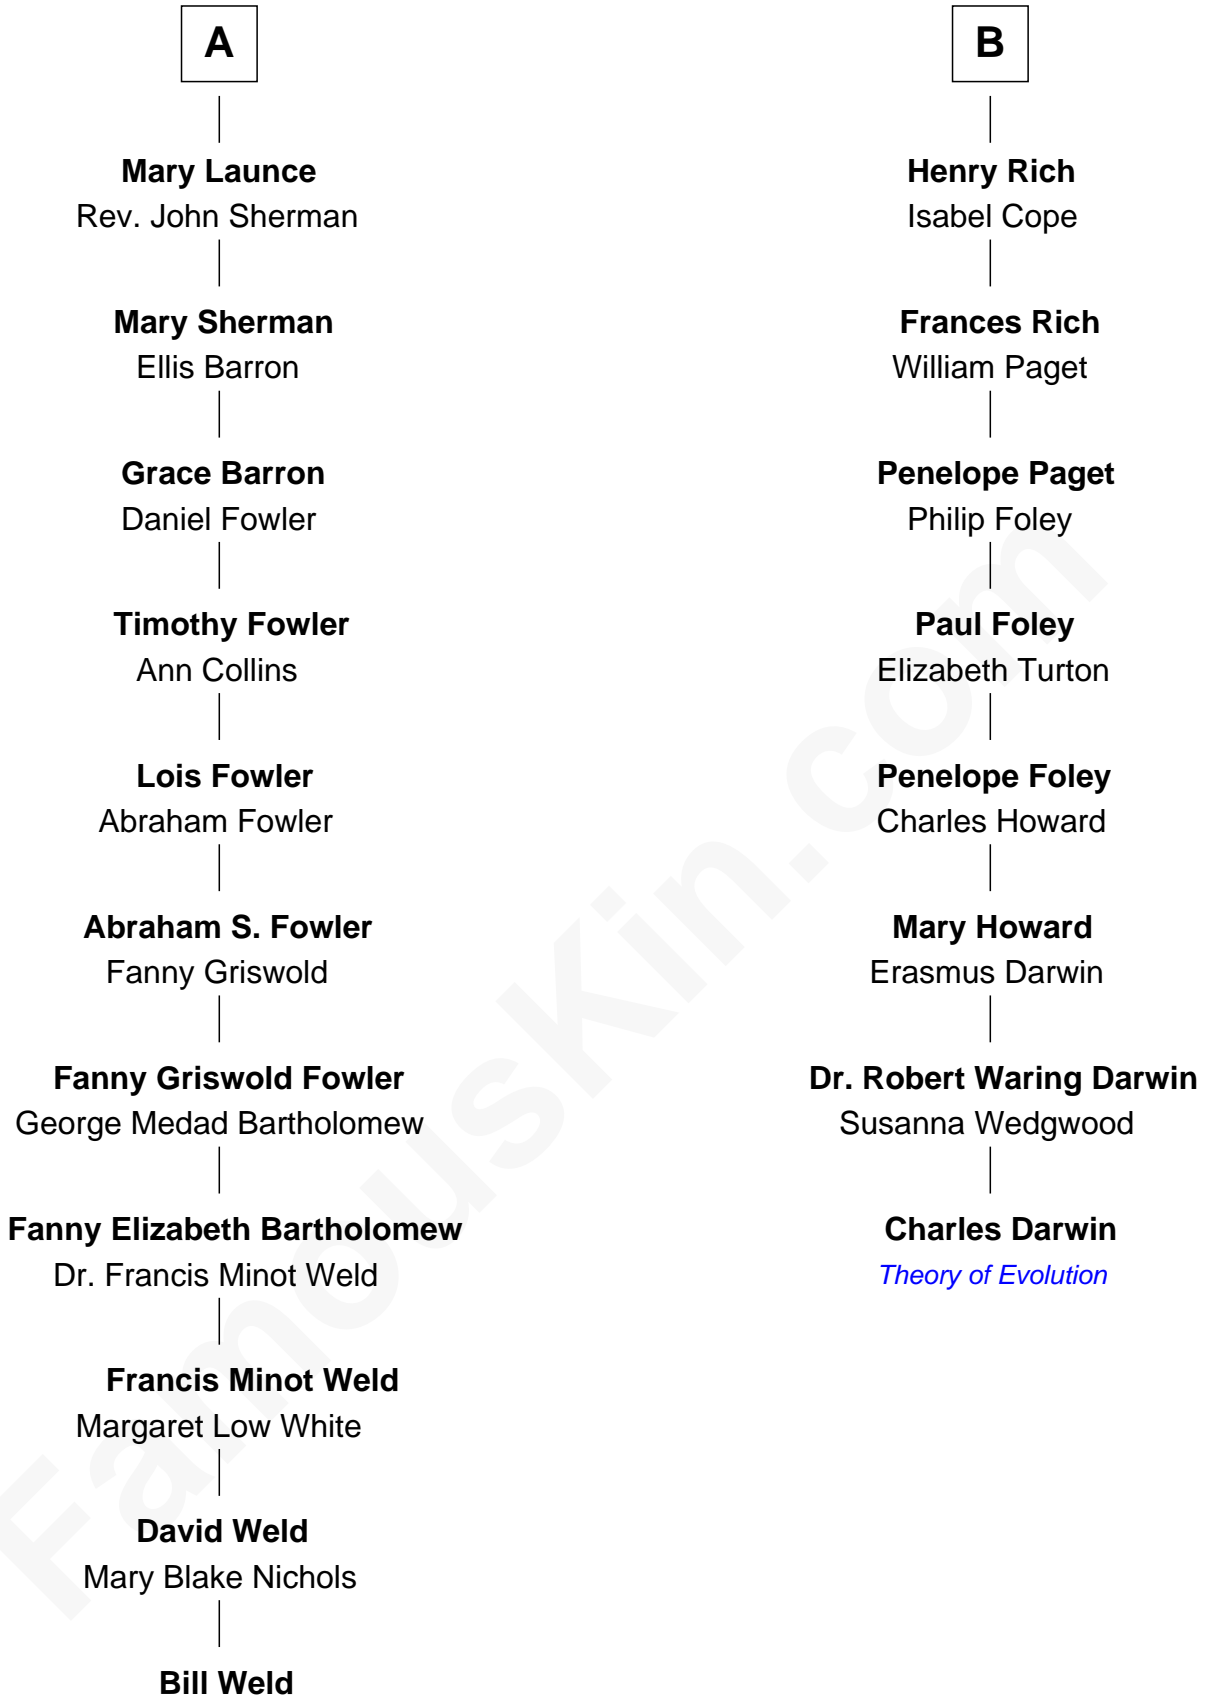 A
Mary Launce
Rev. John Sherman
Mary Sherman
Ellis Barron
Grace Barron
Daniel Fowler
Timothy Fowler
Ann Collins
Lois Fowler
Abraham Fowler
Abraham S. Fowler
Fanny Griswold
Fanny Griswold Fowler
George Medad Bartholomew
Fanny Elizabeth Bartholomew
Dr. Francis Minot Weld
Francis Minot Weld
Margaret Low White
David Weld
Mary Blake Nichols
Bill Weld
B
Henry Rich
Isabel Cope
Frances Rich
William Paget
Penelope Paget
Philip Foley
Paul Foley
Elizabeth Turton
Penelope Foley
Charles Howard
Mary Howard
Erasmus Darwin
Dr. Robert Waring Darwin
Susanna Wedgwood
Charles Darwin
Theory of Evolution
FamousKin.com